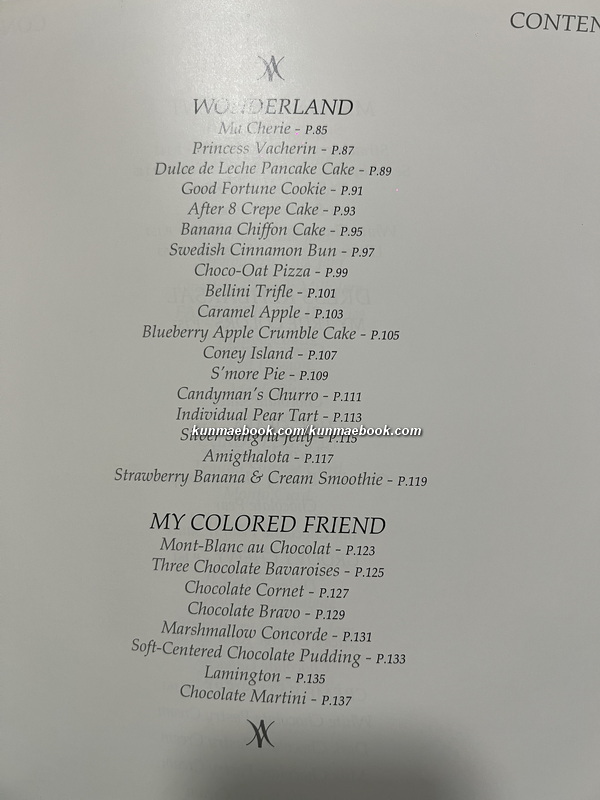 CONTEN
WONDERLAND
Ma Cherie - P.85
Princess Vacherin - P.87
Dulce de Leche Pancake Cake - P.89
Good Fortune Cookie - P.91
After 8 Crepe Cake - P.93
Banana Chiffon Cake - P.95
Swedish Cinnamon Bun - P.97
Choco-Oat Pizza - P.99
Bellini Trifle - P.101
Caramel Apple - P.103
Blueberry Apple Crumble Cake - P.105
Coney Island - P.107
S'more Pie - P.109
Candyman's Churro - P.111
Individual Pear Tart - P.113
kunmaebook.com/kunmaebook.com
Silver Sangria Jelly - P.115
Amigthalota - P.117
Strawberry Banana & Cream Smoothie - P.119
MY COLORED FRIEND
Mont-Blanc au Chocolat - P.123
Three Chocolate Bavaroises - P.125
Chocolate Cornet - P.127
Chocolate Bravo - P.129
Marshmallow Concorde - P.131
Soft-Centered Chocolate Pudding - P.133
Lamington - P.135
Chocolate Martini - P.137